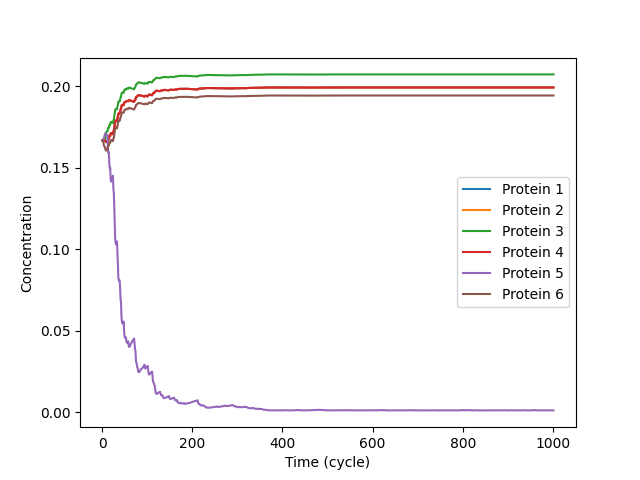 0.20
0.15
0.10
0.05
0.00
Concentration
Protein 1
Protein 2
Protein 3
Protein 4
Protein 5
Protein 6
0 200 400 600 800 1000
Time (cycle)